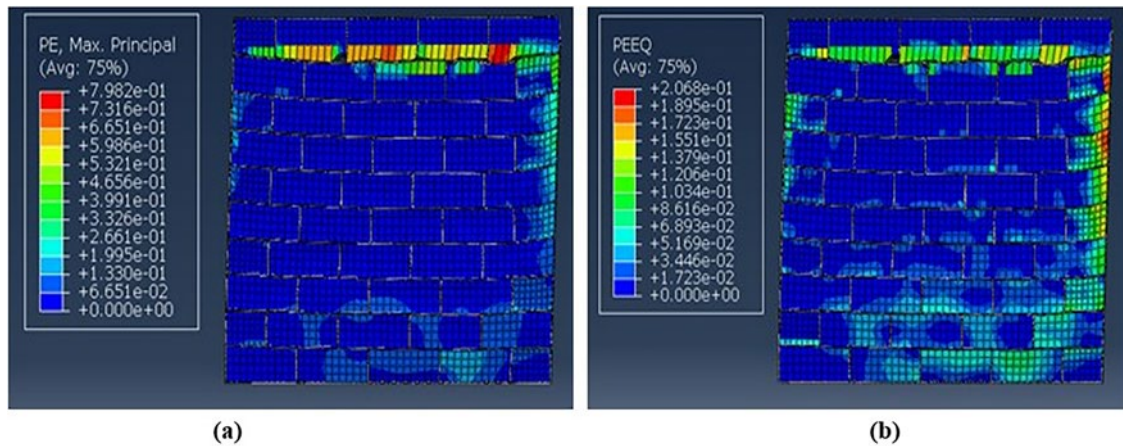 PE, Max. Principal
(Avg: 75%)
+7.982e-01
+7.316e-01
+6.651e-01
+5.986e-01
+5.321e-01
+4.656e-01
+3.991e-01
+3.326e-01
+2.661e-01
+1.995e-01
+1.330e-01
+6.651e-02
+0.000e+00
PEEQ
(Avg: 75%)
+2.068e-01
+1.895e-01
+1.723e-01
+1.551e-01
+1.379e-01
+1.206e-01
+1.034e-01
+8.616e-02
+6.893e-02
+5.169e-02
+3.446e-02
+1.723e-02
+0.000e+00
(a)
(b)